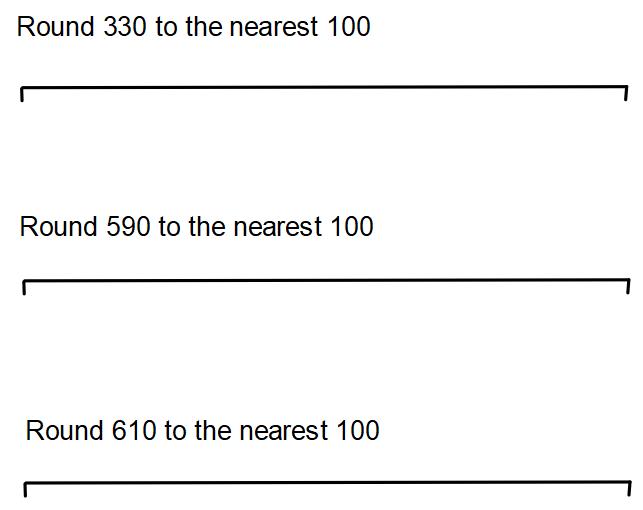 Round 330 to the nearest 100
Round 590 to the nearest 100
Round 610 to the nearest 100